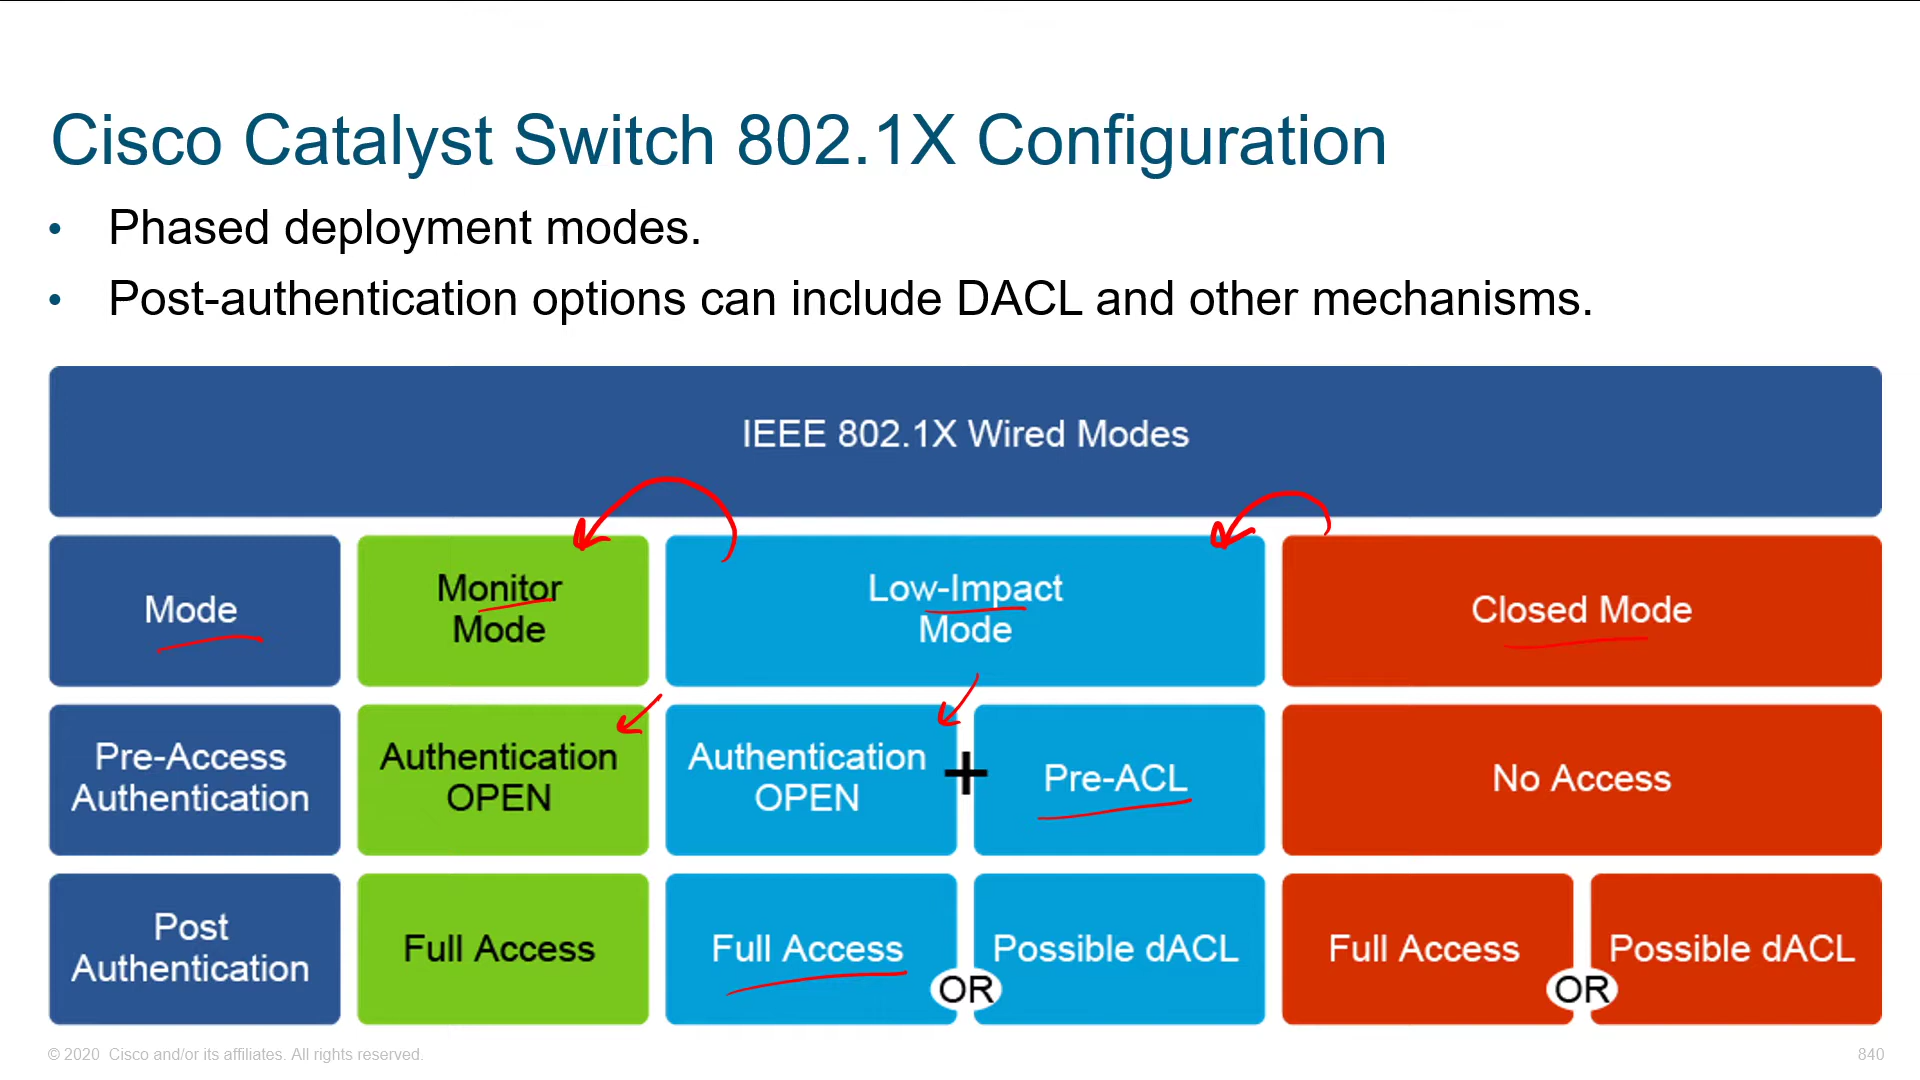 Cisco Catalyst Switch 802.1X Configuration
• Phased deployment modes.
• Post-authentication options can include DACL and other mechanisms.
IEEE 802.1X Wired Modes
Mode
Monitor
Mode
Low-Impact
Mode
Closed Mode
Pre-Access
Authentication
Authentication
OPEN
Authentication
OPEN
+
Pre-ACL
No Access
Post
Authentication
Full Access
Full Access
OR
Possible dACL
Full Access
OR
Possible dACL
© 2020 Cisco and/or its affiliates. All rights reserved.
840